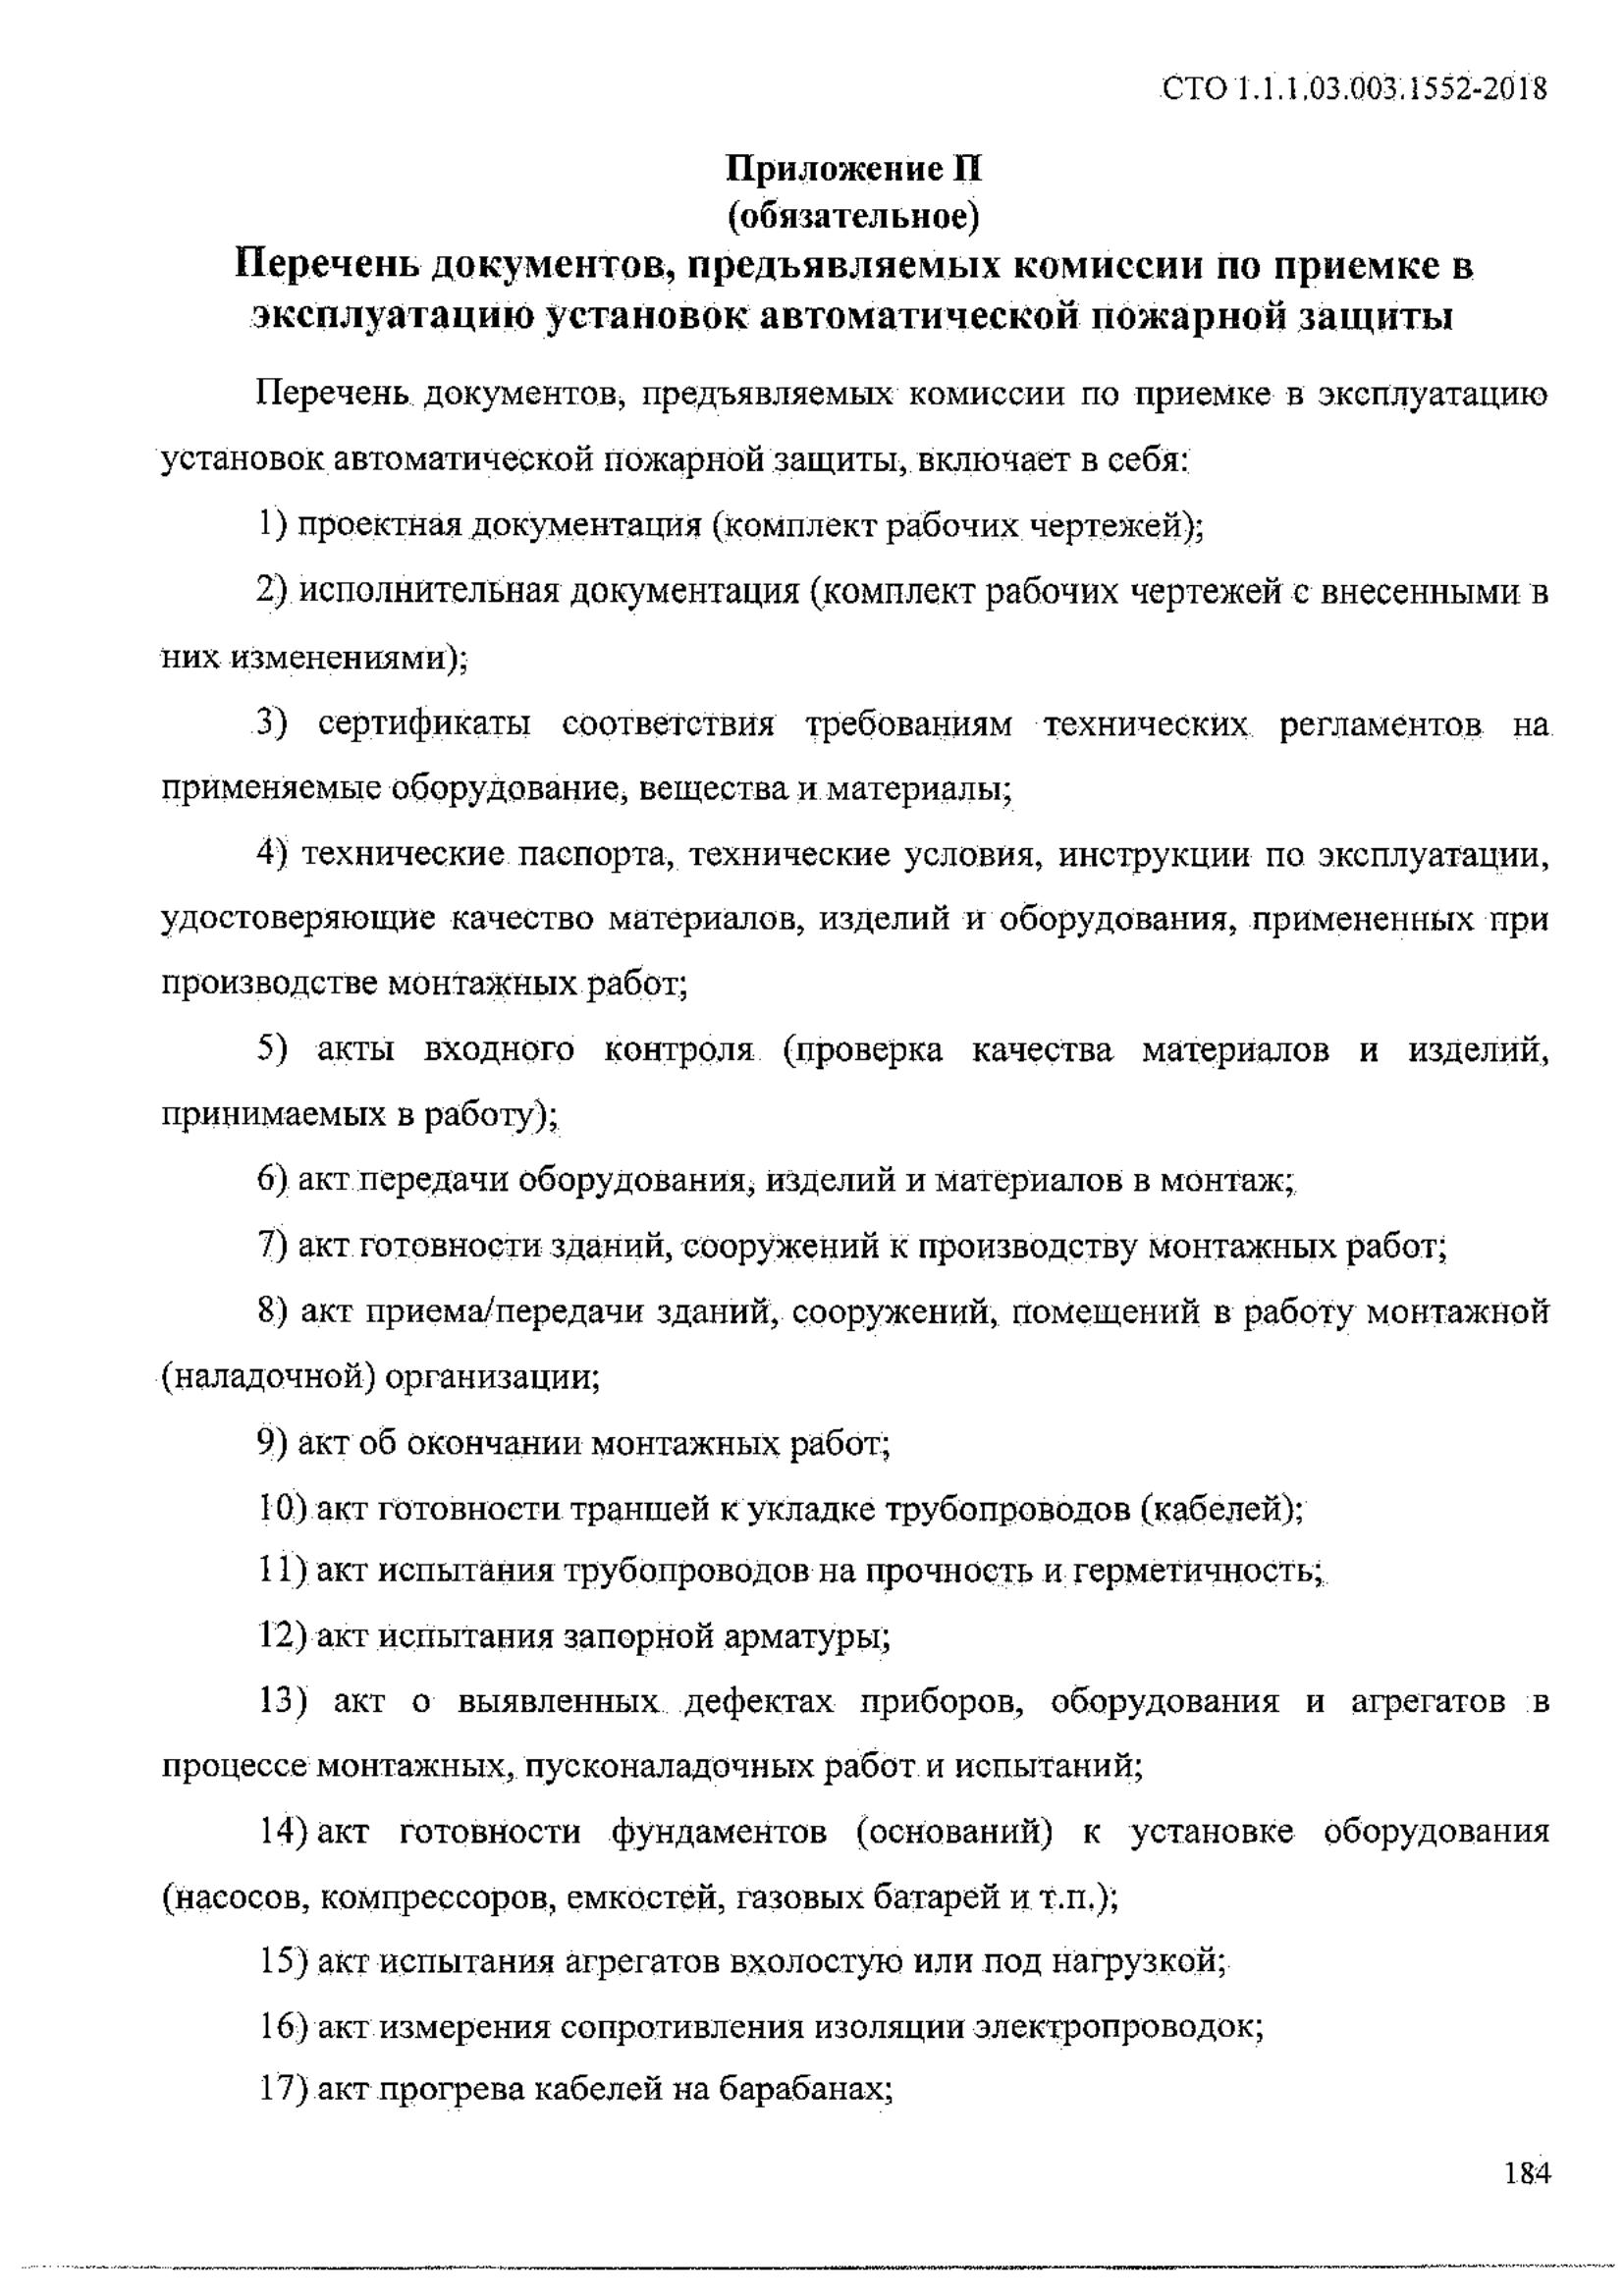 СТО 1.1.1.03.003.1552-2018
Приложение П
(обязательное)
Перечень документов, предъявляемых комиссии по приемке в
эксплуатацию установок автоматической пожарной защиты
Перечень документов, предъявляемых комиссии по приемке в эксплуатацию
установок автоматической пожарной защиты, включает в себя:
1) проектная документация (комплект рабочих чертежей);
2) исполнительная документация (комплект рабочих чертежей с внесенными в
них изменениями);
3) сертификаты соответствия требованиям технических регламентов на
применяемые оборудование, вещества и материалы;
4) технические паспорта, технические условия, инструкции по эксплуатации,
удостоверяющие качество материалов, изделий и оборудования, примененных при
производстве монтажных работ;
5) акты входного контроля (проверка качества материалов и изделий,
принимаемых в работу);
6) акт передачи оборудования, изделий и материалов в монтаж;
7) акт готовности зданий, сооружений к производству монтажных работ;
8) акт приема/передачи зданий, сооружений, помещений в работу монтажной
(наладочной) организации;
9) акт об окончании монтажных работ;
10) акт готовности траншей к укладке трубопроводов (кабелей);
11) акт испытания трубопроводов на прочность и герметичность;
12) акт испытания запорной арматуры;
13) акт о выявленных дефектах приборов, оборудования и агрегатов в
процессе монтажных, пусконаладочных работ и испытаний;
14) акт готовности фундаментов (оснований) к установке оборудования
(насосов, компрессоров, емкостей, газовых батарей и т.п.);
15) акт испытания агрегатов вхолостую или под нагрузкой;
16) акт измерения сопротивления изоляции электропроводок;
17) акт прогрева кабелей на барабанах;
184